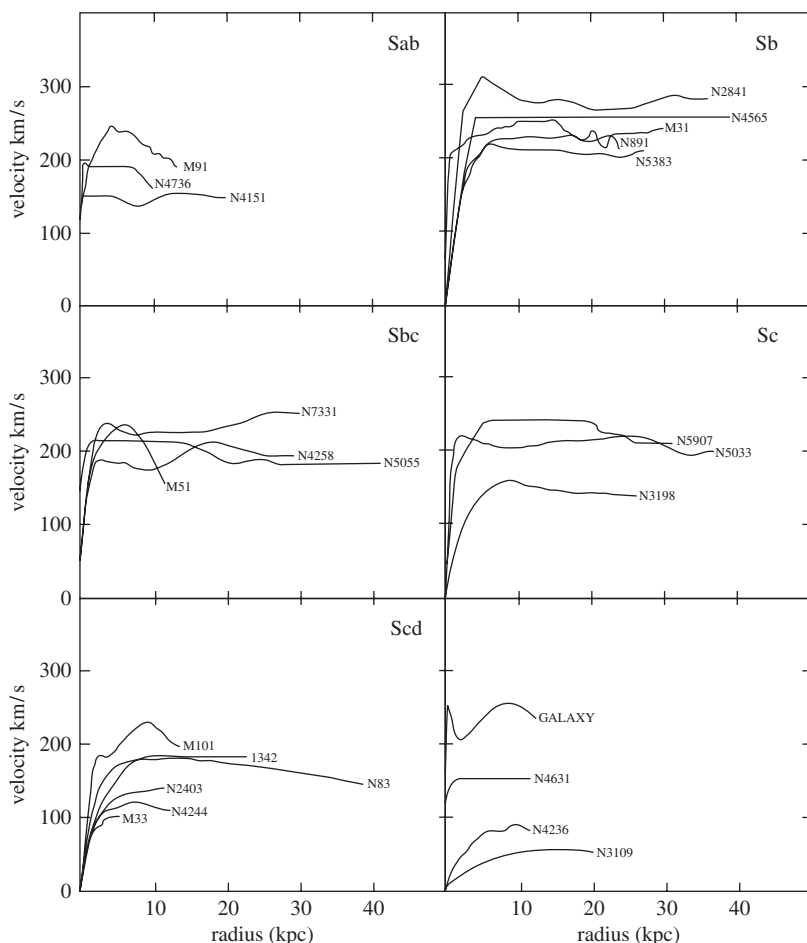 Sab
300
200
100
0
velocity km/s
M91
N4736
N4151
Sb
N2841
N4565
M31
N891
N5383
Sbc
300
200
100
0
velocity km/s
N7331
N4258
N5055
M51
Sc
N5907
N5033
N3198
Scd
300
200
100
0
velocity km/s
M101
1342
N83
N2403
N4244
M33
10
20
30
40
radius (kpc)
GALAXY
N4631
N4236
N3109
10
20
30
40
radius (kpc)